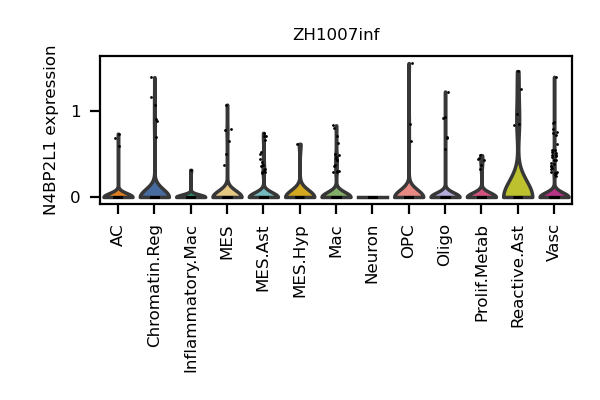 ZH1007inf
N4BP2L1 expression
1
0
AC
Chromatin.Reg
Inflammatory.Mac
MES
MES.Ast
MES.Hyp
Mac
Neuron
OPC
Oligo
Prolif.Metab
Reactive.Ast
Vasc